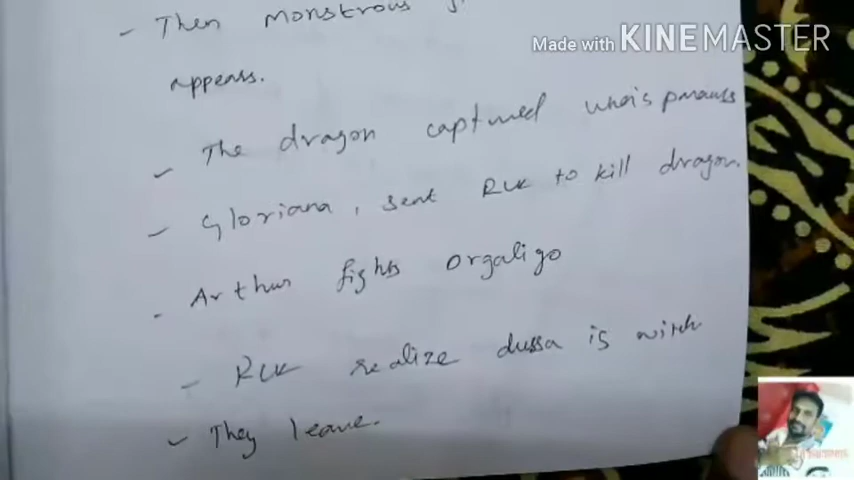 Made with KINEMASTER
- Then monstrous
appears.
- The dragon captured
- Gloriana, sent RCK to kill dragon.
- Arthur fights orgaligo
- RCK realize dussa is witch
- They leave.